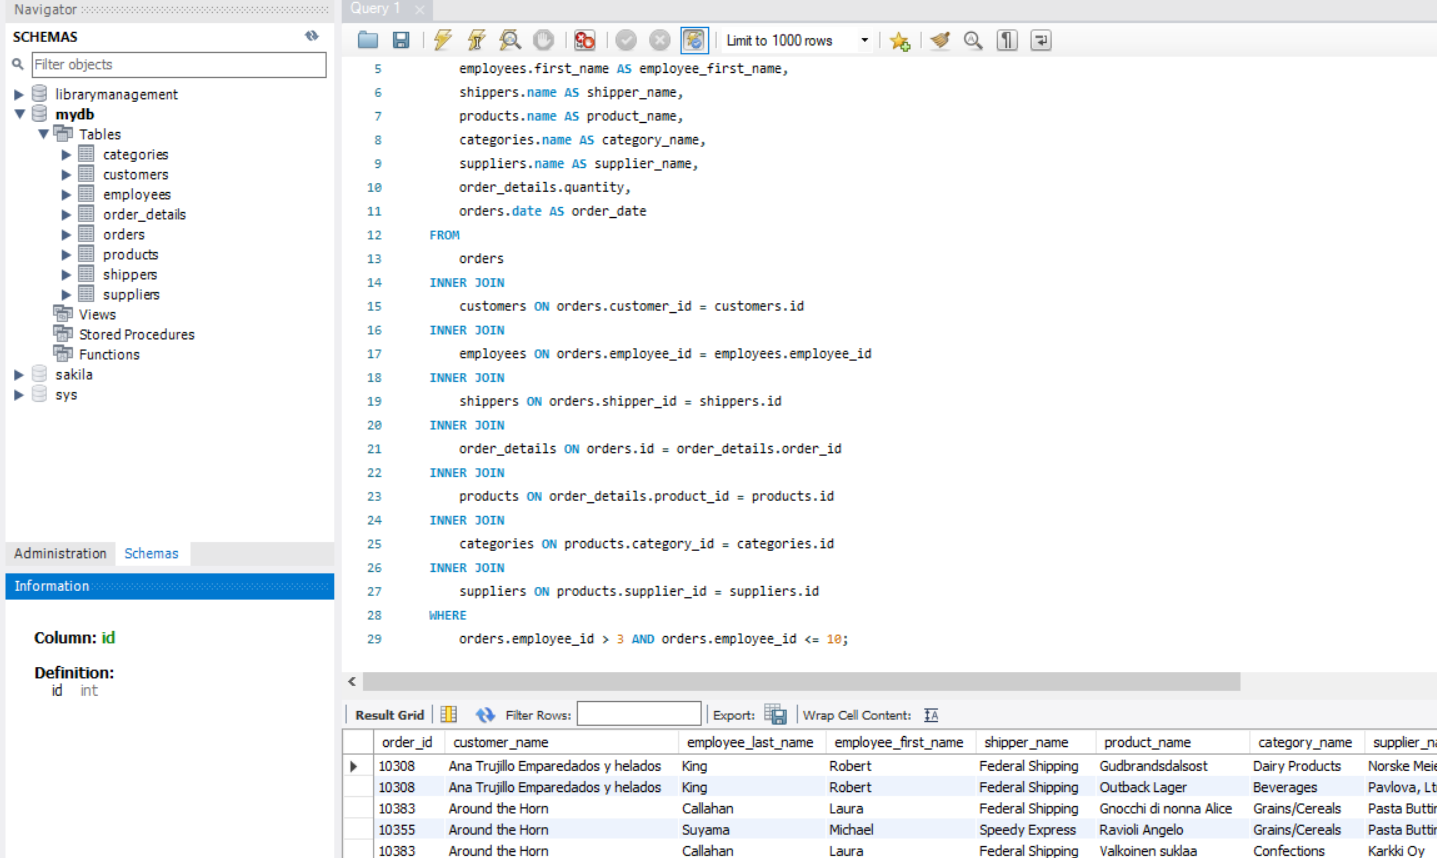 Navigator
SCHEMAS
Filter objects
librarymanagement
mydb
Tables
categories
customers
employees
order_details
orders
products
shippers
suppliers
Views
Stored Procedures
Functions
sakila
sys
Administration Schemas
Information
Column: id
Definition:
id int
Query 1
Limit to 1000 rows
5 employees.first_name AS employee_first_name,
6 shippers.name AS shipper_name,
7 products.name AS product_name,
8 categories.name AS category_name,
9 suppliers.name AS supplier_name,
10 order_details.quantity,
11 orders.date AS order_date
12 FROM
13 orders
14 INNER JOIN
15 customers ON orders.customer_id = customers.id
16 INNER JOIN
17 employees ON orders.employee_id = employees.employee_id
18 INNER JOIN
19 shippers ON orders.shipper_id = shippers.id
20 INNER JOIN
21 order_details ON orders.id = order_details.order_id
22 INNER JOIN
23 products ON order_details.product_id = products.id
24 INNER JOIN
25 categories ON products.category_id = categories.id
26 INNER JOIN
27 suppliers ON products.supplier_id = suppliers.id
28 WHERE
29 orders.employee_id > 3 AND orders.employee_id <= 10;
Result Grid Filter Rows: Export: Wrap Cell Content:
order_id customer_name employee_last_name employee_first_name shipper_name product_name category_name supplier_na
10308 Ana Trujillo Emparedados y helados King Robert Federal Shipping Gudbrandsdalsost Dairy Products Norske Meie
10308 Ana Trujillo Emparedados y helados King Robert Federal Shipping Outback Lager Beverages Pavlova, Lt
10383 Around the Horn Callahan Laura Federal Shipping Gnocchi di nonna Alice Grains/Cereals Pasta Buttin
10355 Around the Horn Suyama Michael Speedy Express Ravioli Angelo Grains/Cereals Pasta Buttin
10383 Around the Horn Callahan Laura Federal Shipping Valkoinen suklaa Confections Karkki Oy